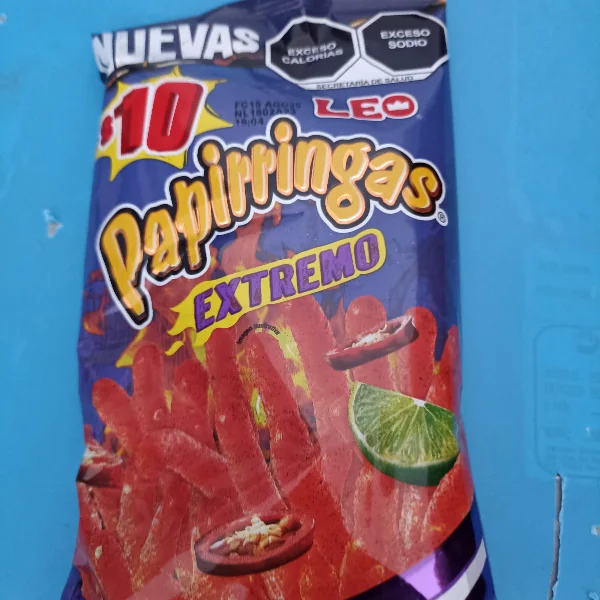 NUEVAS
EXCESO
CALORÍAS
EXCESO
SODIO
SECRETARÍA DE SALUD
$10
LEO
Papirringas®
EXTREMO